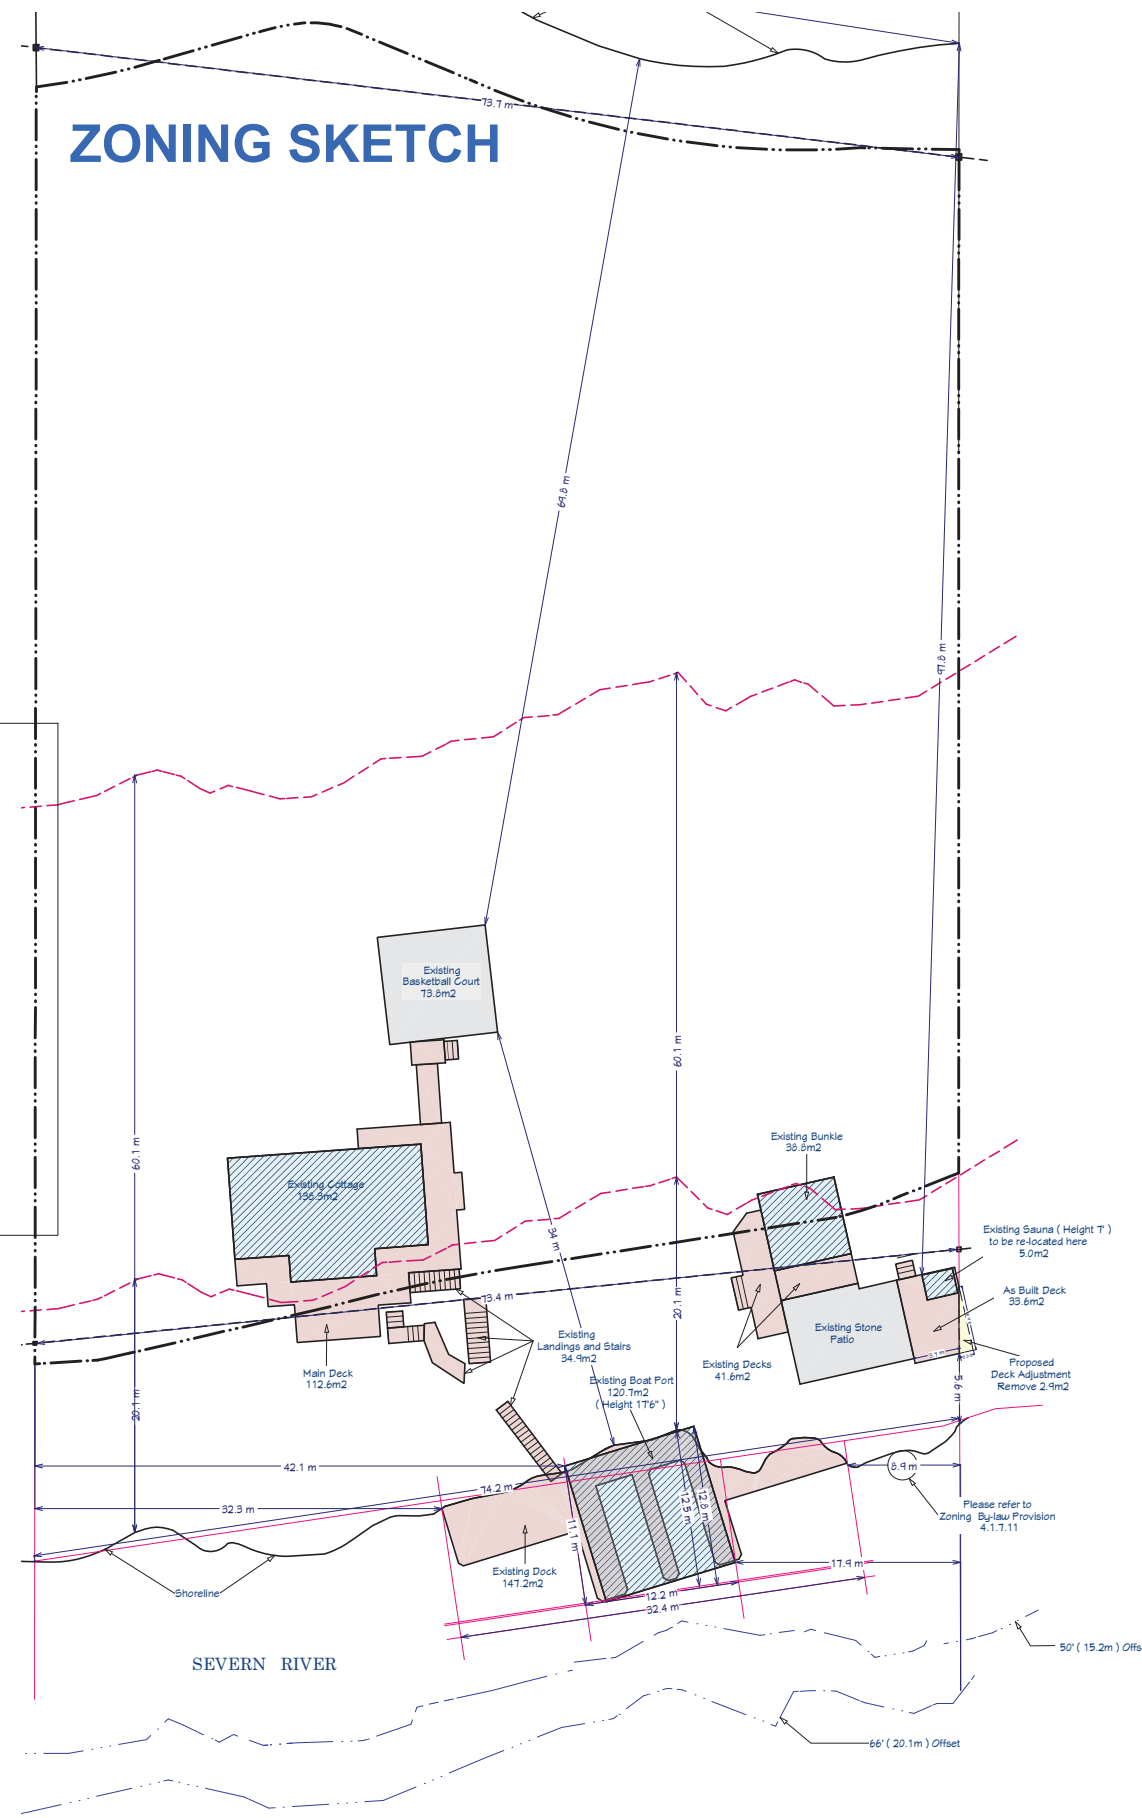 73.7 m
ZONING SKETCH
69.8 m
97.8 m
Existing
Basketball Court
73.8m2
60.1 m
60.1 m
Existing Bunkie
38.8m2
Existing Cottage
138.3m2
34 m
Existing Sauna ( Height 7' )
to be re-located here
5.0m2
As Built Deck
33.6m2
73.4 m
20.1 m
Existing Stone
Patio
Existing
Landings and Stairs
34.9m2
Main Deck
112.6m2
Existing Decks
41.6m2
3.7 m
Proposed
Deck Adjustment
Remove 2.9m2
Existing Boat Port
120.7m2
( Height 17'6" )
5.6 m
20.1 m
42.1 m
8.9 m
74.2 m
32.3 m
12.5 m
12.8 m
11.1 m
Please refer to
Zoning By-law Provision
4.1.7.11
Existing Dock
147.2m2
17.9 m
Shoreline
12.2 m
32.4 m
SEVERN RIVER
50' ( 15.2m ) Offs
66' ( 20.1m ) Offset